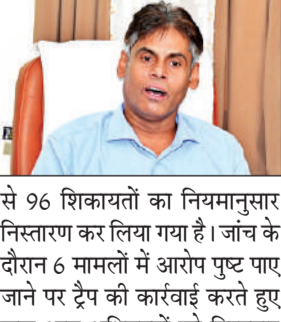 से 96 शिकायतों का नियमानुसार
निस्तारण कर लिया गया है। जांच के
दौरान 6 मामलों में आरोप पुष्ट पाए
जाने पर ट्रैप की कार्रवाई करते हुए